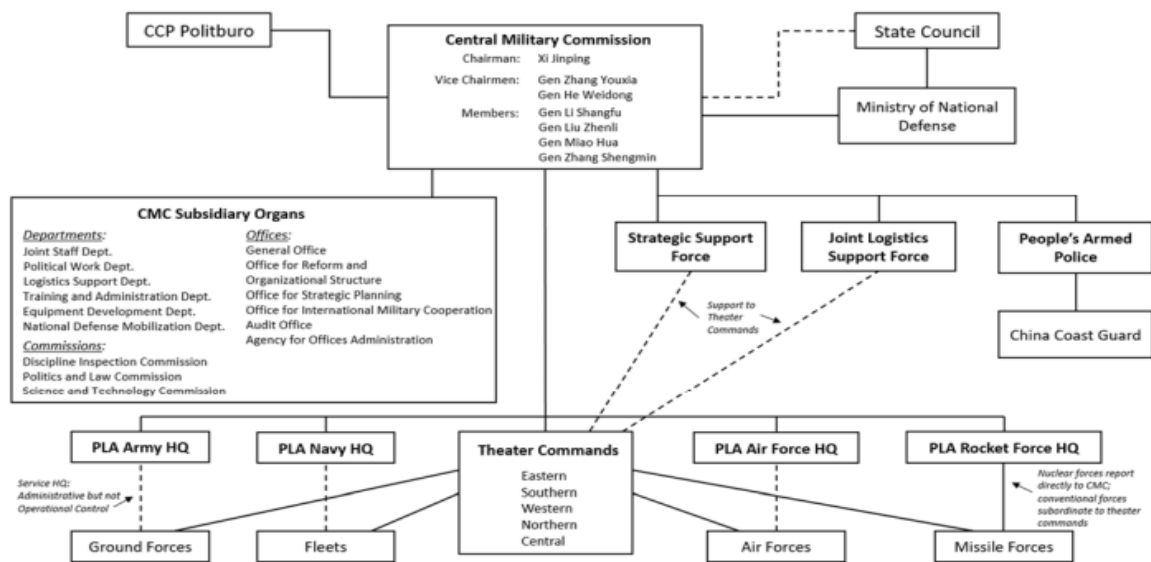 CCP Politburo
Central Military Commission
Chairman: Xi Jinping
Vice Chairmen: Gen Zhang Youxia
Gen He Weidong
Members: Gen Li Shangfu
Gen Liu Zhenli
Gen Miao Hua
Gen Zhang Shengmin
State Council
Ministry of National
Defense
CMC Subsidiary Organs
Departments:
Joint Staff Dept.
Political Work Dept.
Logistics Support Dept.
Training and Administration Dept.
Equipment Development Dept.
National Defense Mobilization Dept.
Commissions:
Discipline Inspection Commission
Politics and Law Commission
Science and Technology Commission
Offices:
General Office
Office for Reform and
Organizational Structure
Office for Strategic Planning
Office for International Military Cooperation
Audit Office
Agency for Offices Administration
Strategic Support
Force
Joint Logistics
Support Force
People's Armed
Police
Support to
Theater
Commands
China Coast Guard
PLA Army HQ
PLA Navy HQ
Theater Commands
Eastern
Southern
Western
Northern
Central
PLA Air Force HQ
PLA Rocket Force HQ
Service HQ:
Administrative but not
Operational Control
Nuclear forces report
directly to CMC;
conventional forces
subordinate to theater
commands
Ground Forces
Fleets
Air Forces
Missile Forces